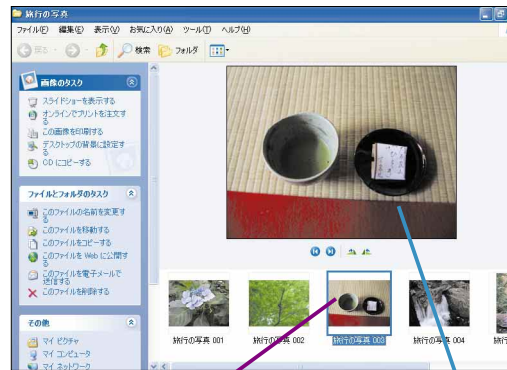 旅行の写真
ファイル(F) 編集(E) 表示(V) お気に入り(A) ツール(T) ヘルプ(H)
戻る 検索 フォルダ
画像のタスク
スライドショーを表示する
オンラインでプリントを注文す
る
この画像を印刷する
デスクトップの背景に設定す
る
CD にコピーする
ファイルとフォルダのタスク
このファイルの名前を変更す
る
このファイルを移動する
このファイルをコピーする
このファイルを Web に公開す
る
このファイルを電子メールで
送信する
このファイルを削除する
その他
マイ ピクチャ
マイ コンピュータ
マイ ネットワーク
旅行の写真 001 旅行の写真 002 旅行の写真 003 旅行の写真 004 旅行